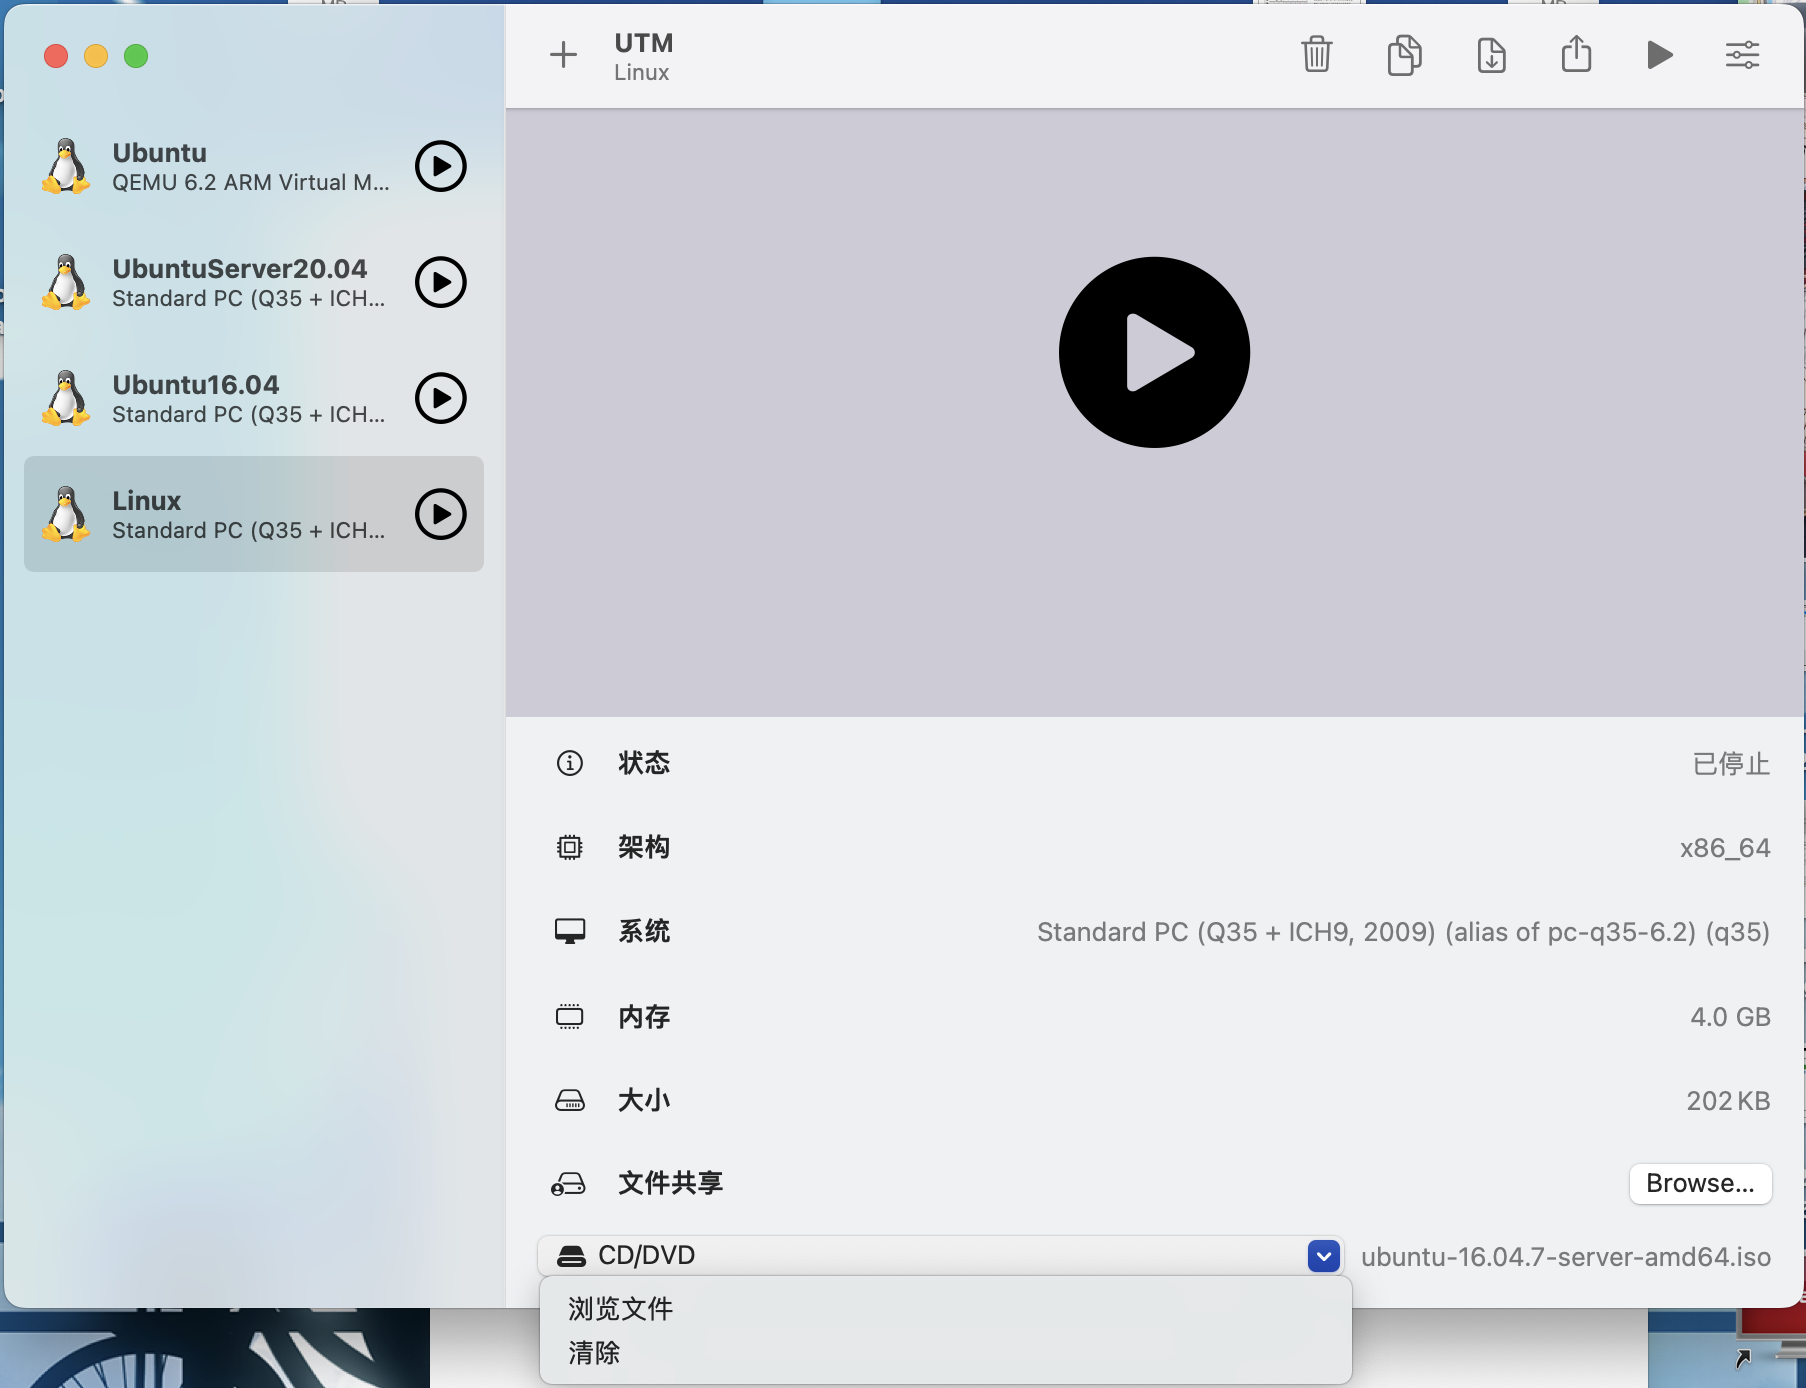 UTM
Linux
Ubuntu
QEMU 6.2 ARM Virtual M...
UbuntuServer20.04
Standard PC (Q35 + ICH...
Ubuntu16.04
Standard PC (Q35 + ICH...
Linux
Standard PC (Q35 + ICH...
状态
已停止
架构
x86_64
系统
Standard PC (Q35 + ICH9, 2009) (alias of pc-q35-6.2) (q35)
内存
4.0 GB
大小
202 KB
文件共享
Browse...
CD/DVD
ubuntu-16.04.7-server-amd64.iso
浏览文件
清除